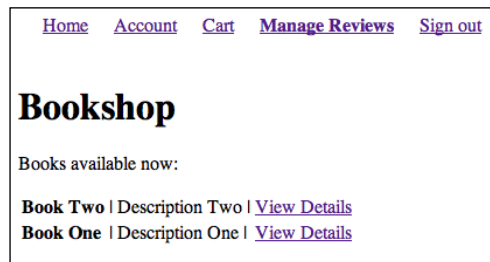 Home Account Cart Manage Reviews Sign out
Bookshop
Books available now:
Book Two | Description Two | View Details
Book One | Description One | View Details